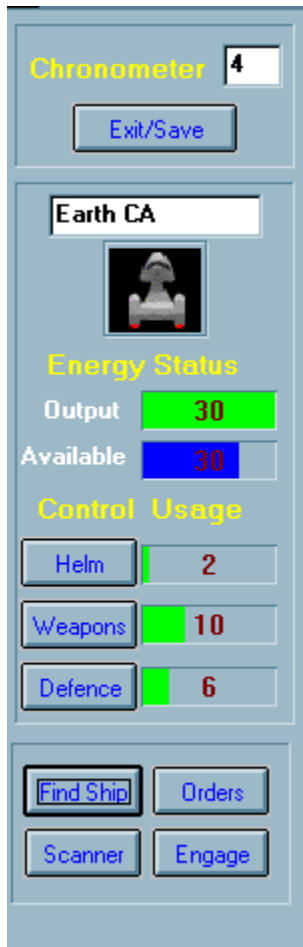 Chronometer 4
Exit/Save
Earth CA
Energy Status
Output 30
Available 30
Control Usage
Helm 2
Weapons 10
Defence 6
Find Ship Orders
Scanner Engage